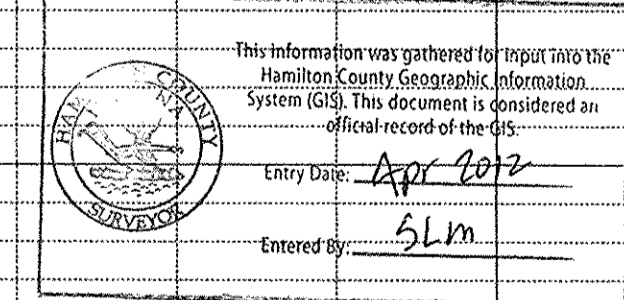 This information was gathered for input into the
Hamilton County Geographic Information
System (GIS). This document is considered an
official record of the GIS.
Entry Date: Apr 2012
Entered By: SLM
COUNTY
SURVEYOR